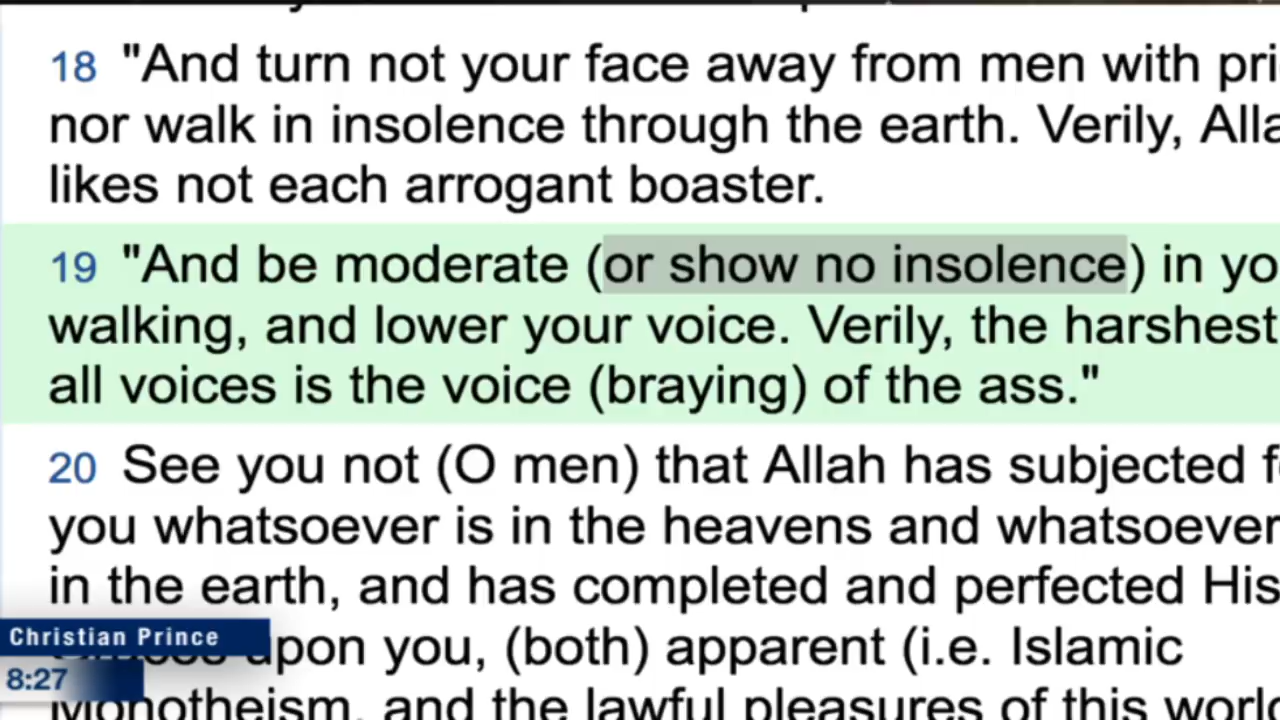 18 "And turn not your face away from men with pri
nor walk in insolence through the earth. Verily, Alla
likes not each arrogant boaster.
19 "And be moderate (or show no insolence) in yo
walking, and lower your voice. Verily, the harshest
all voices is the voice (braying) of the ass."
20 See you not (O men) that Allah has subjected f
you whatsoever is in the heavens and whatsoever
in the earth, and has completed and perfected His
Christian Prince
upon you, (both) apparent (i.e. Islamic
8:27
Monotheism, and the lawful pleasures of this world